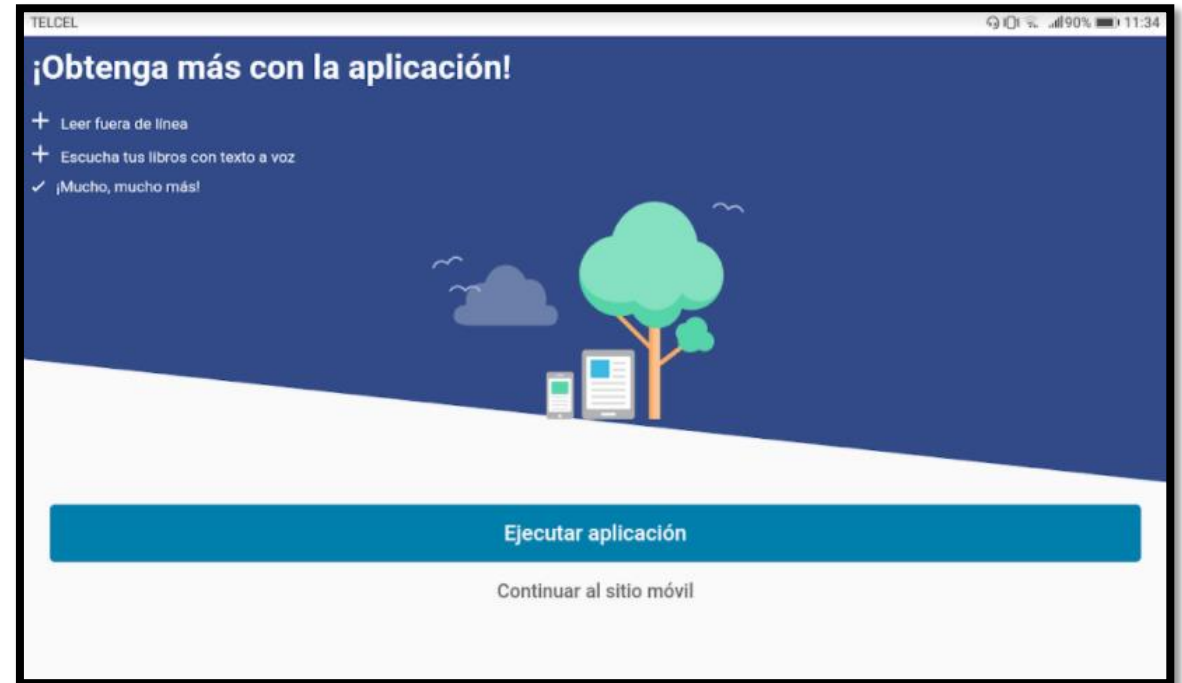 TELCEL
90% 11:34
¡Obtenga más con la aplicación!
+ Leer fuera de línea
+ Escucha tus libros con texto a voz
✓ ¡Mucho, mucho más!
Ejecutar aplicación
Continuar al sitio móvil